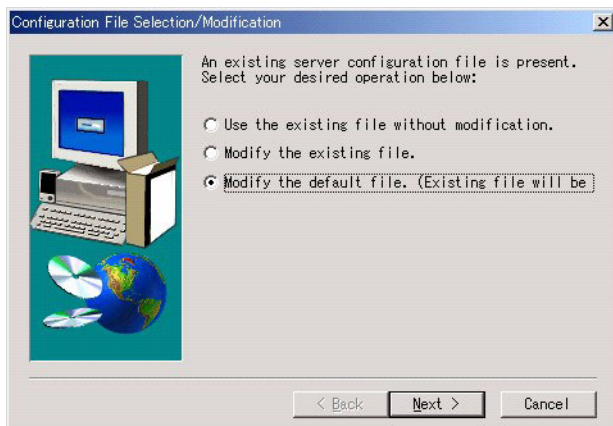 Configuration File Selection/Modification
An existing server configuration file is present.
Select your desired operation below:
Use the existing file without modification.
Modify the existing file.
Modify the default file. (Existing file will be
< Back
Next >
Cancel